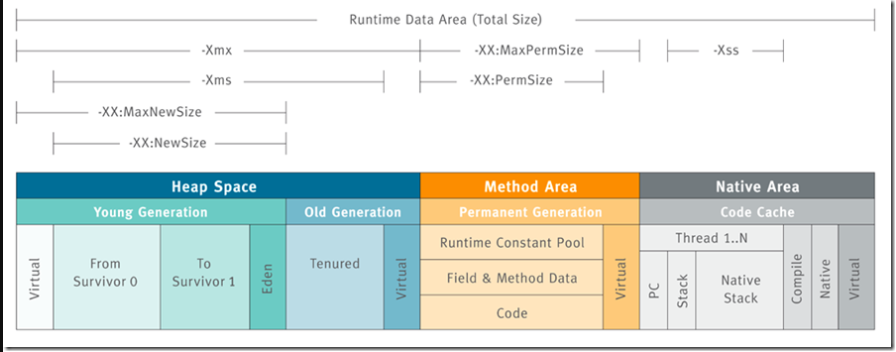 Runtime Data Area (Total Size)
-Xmx
-XX:MaxPermSize
-Xss
-Xms
-XX:PermSize
-XX:MaxNewSize
-XX:NewSize
Heap Space
Method Area
Native Area
Young Generation
Old Generation
Permanent Generation
Code Cache
Virtual
From
Survivor 0
To
Survivor 1
Eden
Tenured
Virtual
Runtime Constant Pool
Field & Method Data
Code
Virtual
Thread 1..N
PC
Stack
Native
Stack
Compile
Native
Virtual